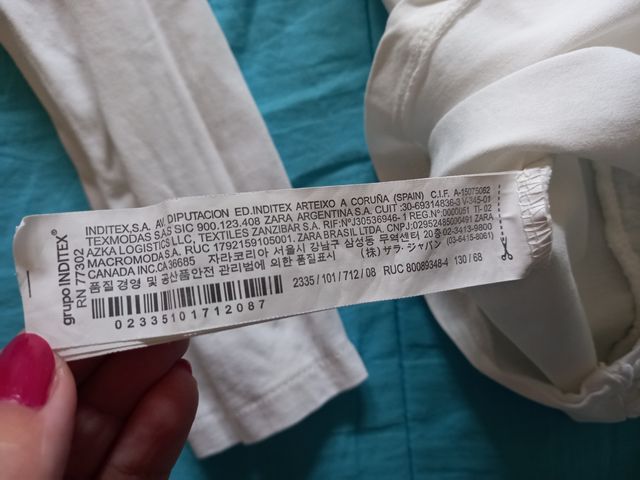 grupo INDITEX
RN 77302
INDITEX,S.A. AV. DIPUTACION ED.INDITEX ARTEIXO A CORUÑA (SPAIN) C.I.F. A-15075062
TEXMODAS SAS SIC 900.123.408 ZARA ARGENTINA S.A. CUIT :30-69314836-3 V-345-01
AZKA LOGISTICS LLC, TEXTILES ZANZIBAR S.A. RIF-NºJ30536946-1 REG.Nº:000051 TI-02
AZACROMODA S.A. RUC 1792159105001. ZARA BRASIL LTDA. CNPJ:02952485000491 ZARA
CANADA INC.CA 36685 자라코리아 서울시 강남구 삼성동 무역센터 20층 02-3413-9800
품질 경영 및 공산품안전 관리법에 의한 품질표시 (株) ザラ・ジャパン (03-6415-8061)
2335 / 101 / 712 / 08 RUC 80089348-4 130 / 68
02335101712087